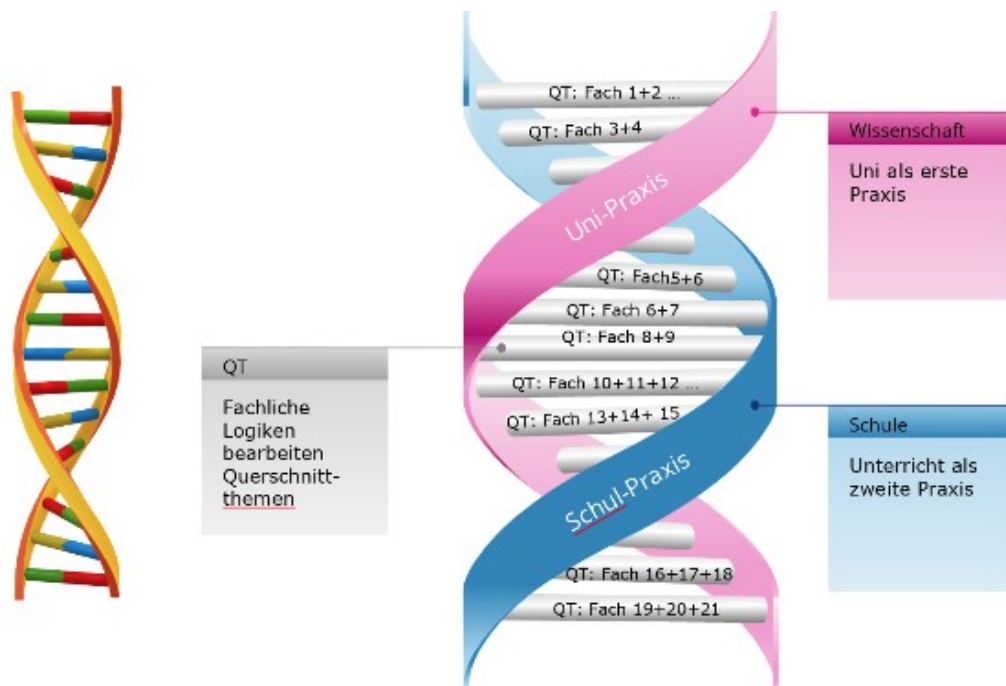 QT: Fach 1+2 ...
QT: Fach 3+4
Uni-Praxis
QT: Fach5+6
QT: Fach 6+7
QT: Fach 8+9
QT: Fach 10+11+12 ...
QT: Fach 13+14+ 15
Schul-Praxis
QT: Fach 16+17+18
QT: Fach 19+20+21
QT
Fachliche
Logiken
bearbeiten
Querschnitt-
themen
Wissenschaft
Uni als erste
Praxis
Schule
Unterricht als
zweite Praxis